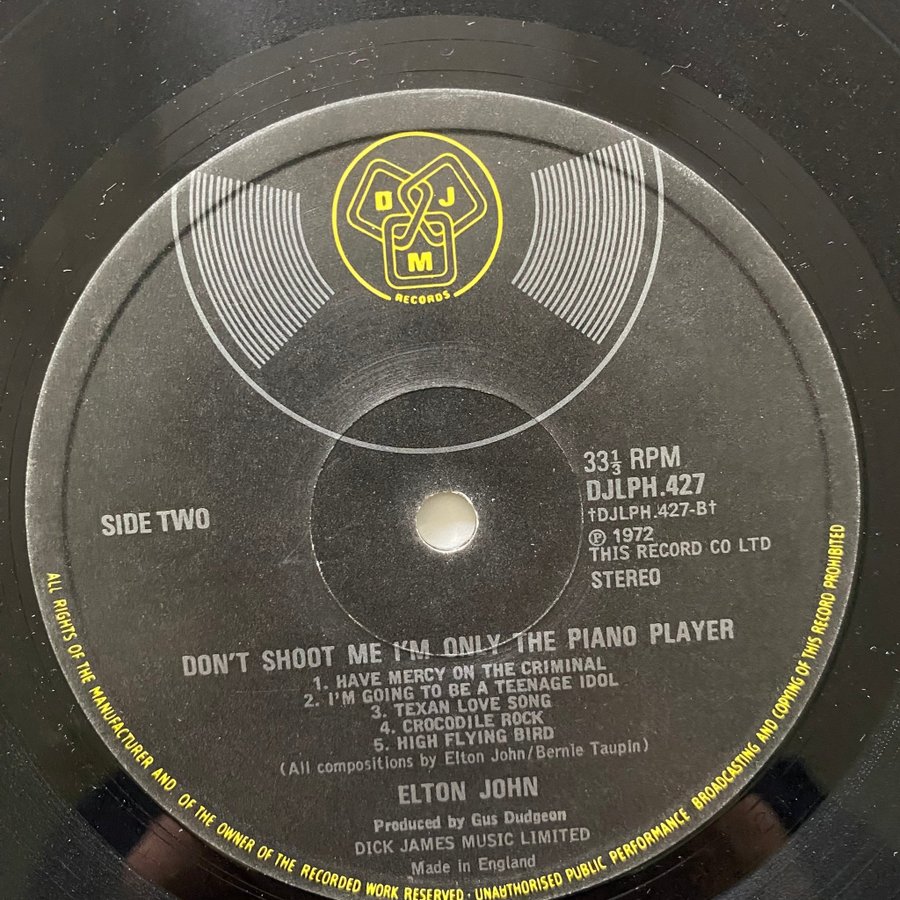 D J
M
RECORDS
33⅓ RPM
DJLPH.427
†DJLPH.427-B†
SIDE TWO
℗ 1972
THIS RECORD CO LTD
STEREO
DON'T SHOOT ME I'M ONLY THE PIANO PLAYER
1. HAVE MERCY ON THE CRIMINAL
2. I'M GOING TO BE A TEENAGE IDOL
3. TEXAN LOVE SONG
4. CROCODILE ROCK
5. HIGH FLYING BIRD
(All compositions by Elton John/Bernie Taupin)
ELTON JOHN
Produced by Gus Dudgeon
DICK JAMES MUSIC LIMITED
Made in England
ALL RIGHTS OF THE MANUFACTURER AND OF THE OWNER OF THE RECORDED WORK RESERVED · UNAUTHORISED PUBLIC PERFORMANCE BROADCASTING AND COPYING OF THIS RECORD PROHIBITED